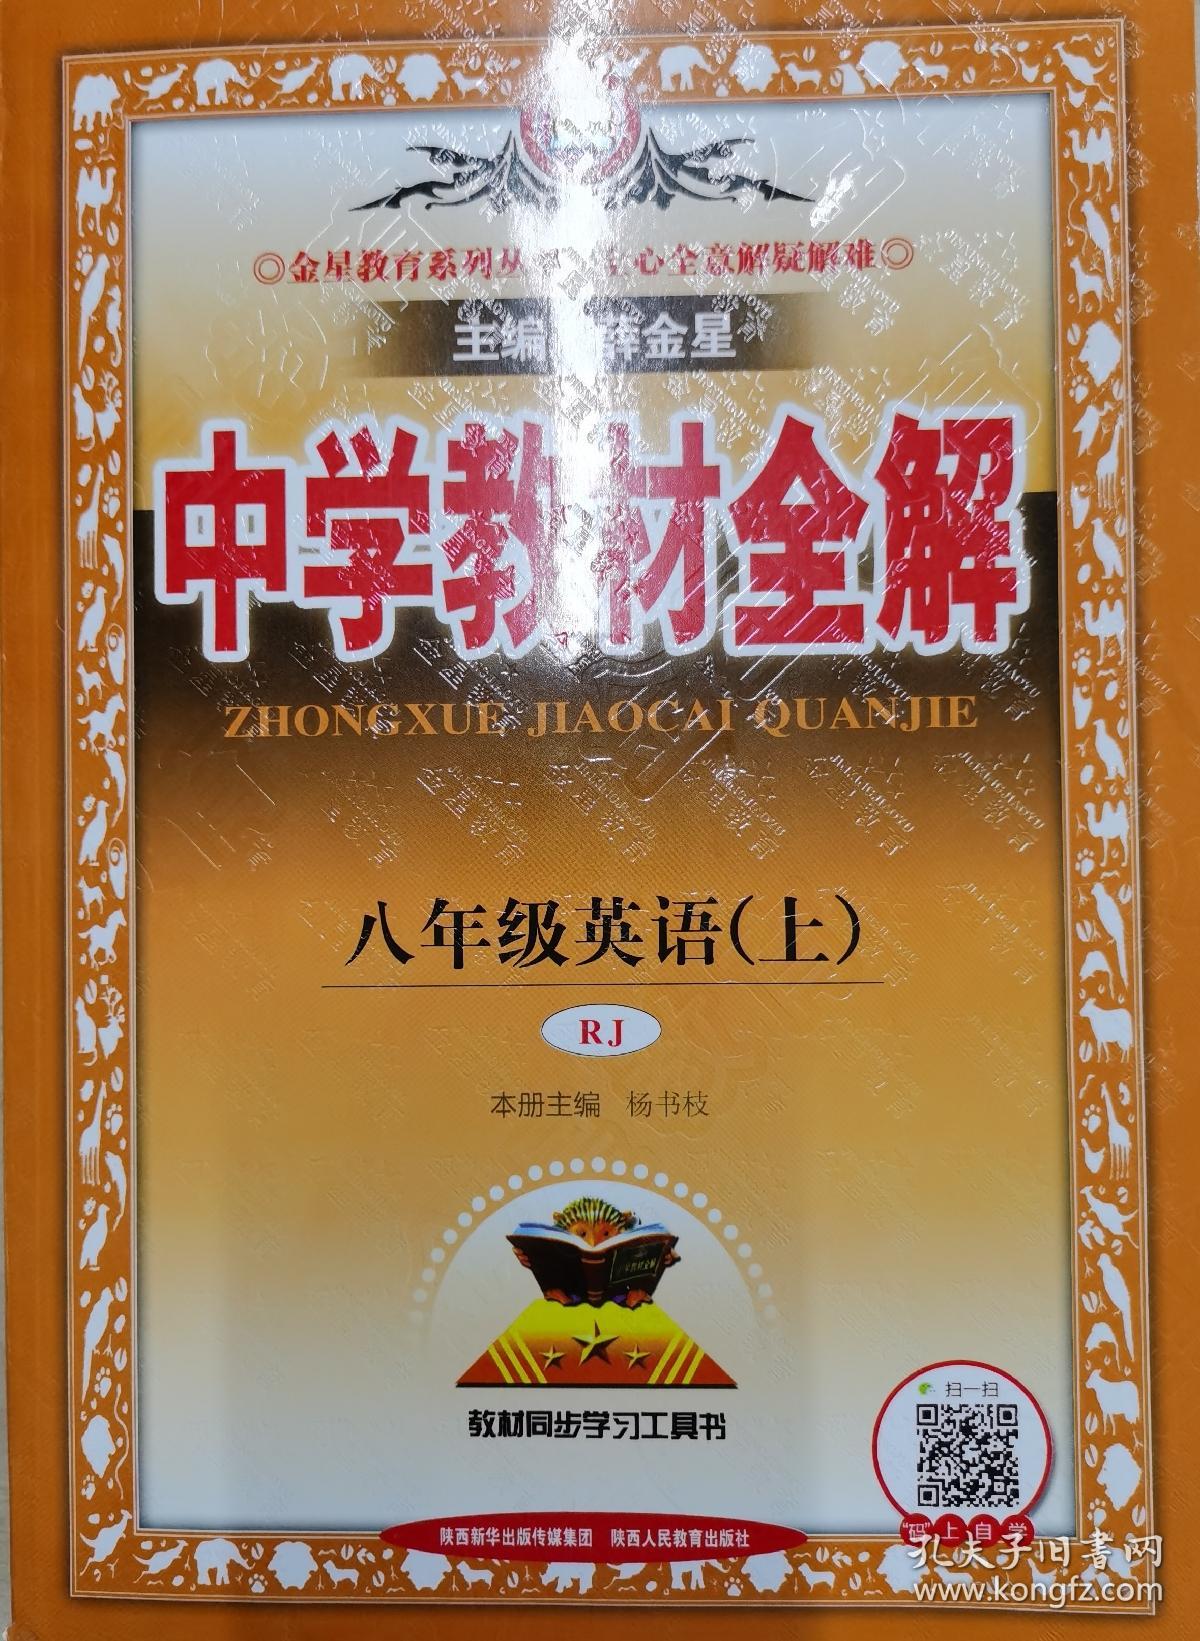 ◎金星教育系列丛 心全意解疑解难◎
主编 薛金星
中学教材全解
ZHONGXUE JIAOCAI QUANJIE
八年级英语(上)
RJ
本册主编 杨书枝
教材同步学习工具书
扫一扫
"码"上自学
陕西新华出版传媒集团 陕西人民教育出版社
孔夫子旧书网
www.kongfz.com